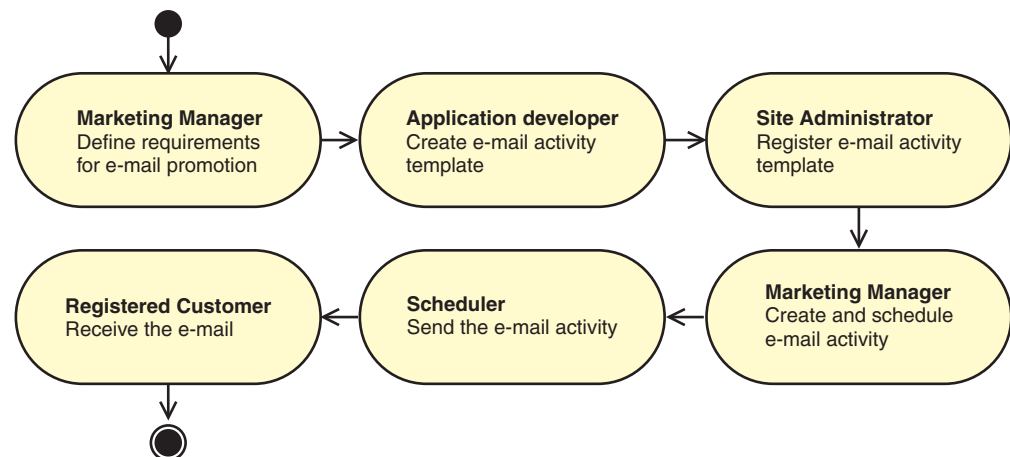 Marketing Manager
Define requirements
for e-mail promotion
Application developer
Create e-mail activity
template
Site Administrator
Register e-mail activity
template
Marketing Manager
Create and schedule
e-mail activity
Scheduler
Send the e-mail activity
Registered Customer
Receive the e-mail